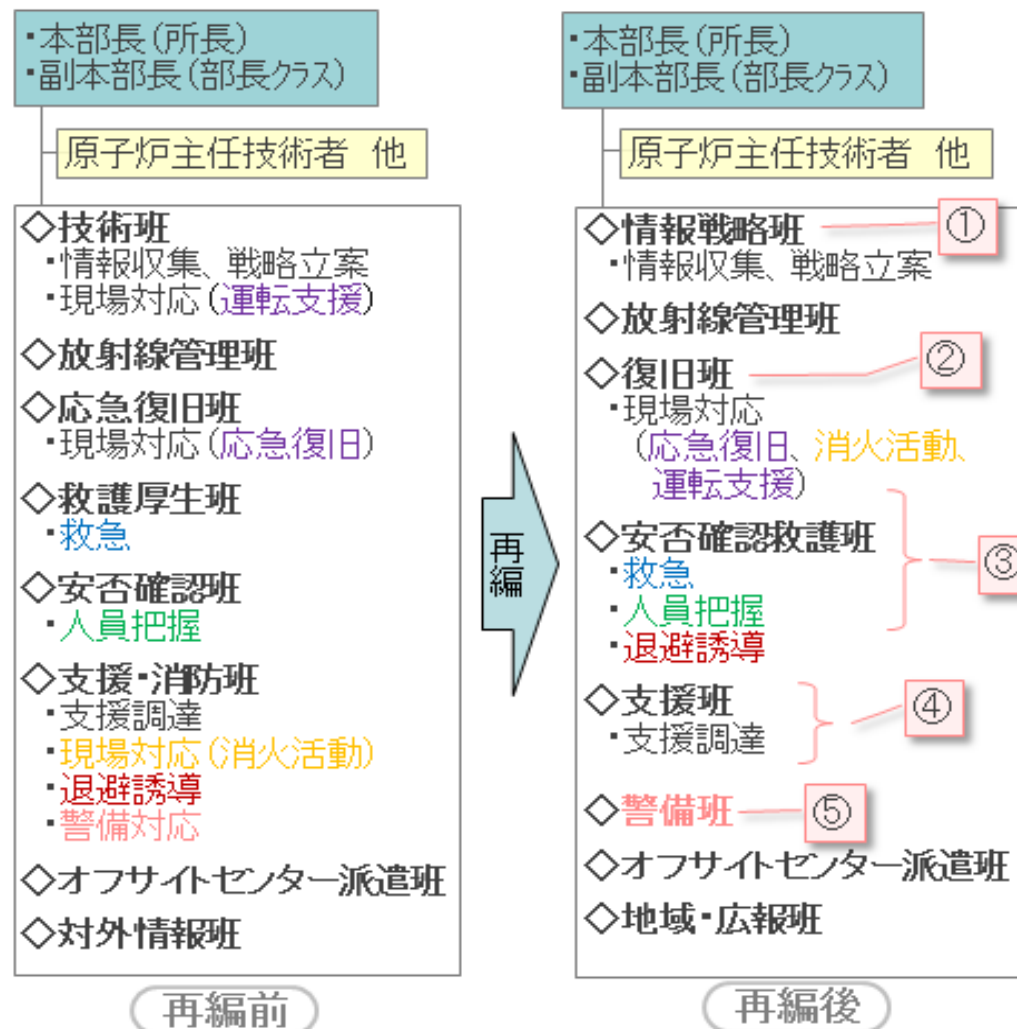 ・本部長(所長)
・副本部長(部長クラス)
原子炉主任技術者 他
◇技術班
・情報収集、戦略立案
・現場対応(運転支援)
◇放射線管理班
◇応急復旧班
・現場対応(応急復旧)
◇救護厚生班
・救急
◇安否確認班
・人員把握
◇支援・消防班
・支援調達
・現場対応(消火活動)
・退避誘導
・警備対応
◇オフサイトセンター派遣班
◇対外情報班
再編前
再編
・本部長(所長)
・副本部長(部長クラス)
原子炉主任技術者 他
◇情報戦略班 ①
・情報収集、戦略立案
◇放射線管理班
◇復旧班 ②
・現場対応
(応急復旧、消火活動、
運転支援)
◇安否確認救護班
・救急 ③
・人員把握
・退避誘導
◇支援班 ④
・支援調達
◇警備班 ⑤
◇オフサイトセンター派遣班
◇地域・広報班
再編後